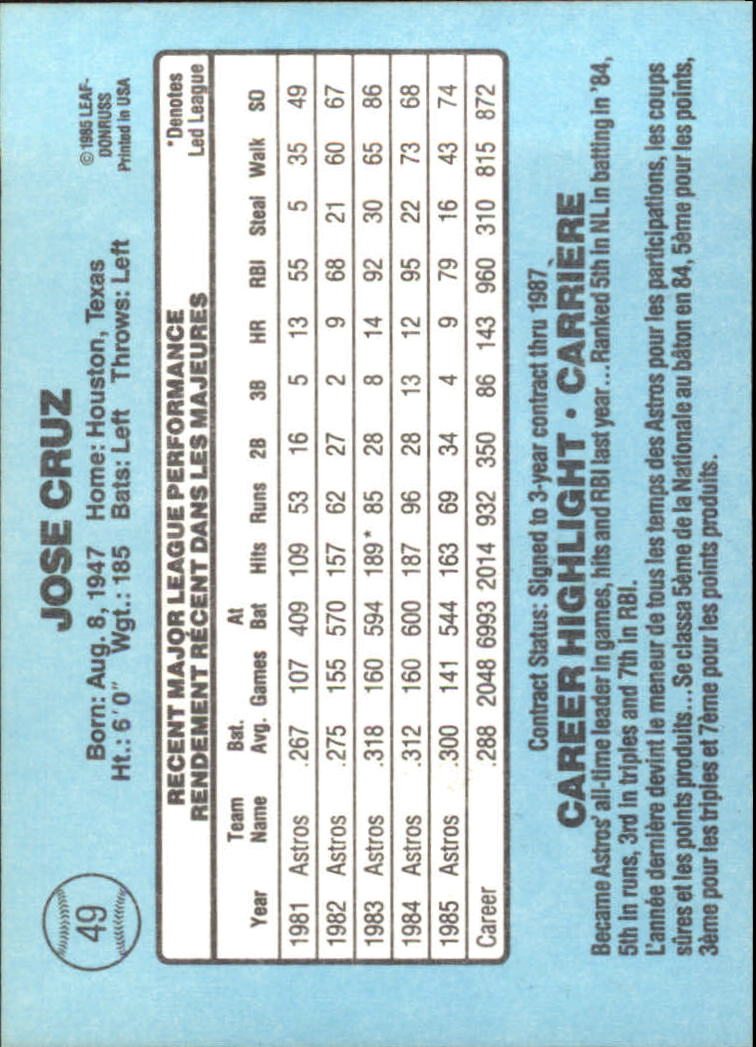 49
JOSE CRUZ
© 1985 LEAF-
DONRUSS
Printed in USA
Born: Aug. 8, 1947 Home: Houston, Texas
Ht.: 6'0" Wgt.: 185 Bats: Left Throws: Left
RECENT MAJOR LEAGUE PERFORMANCE
RENDEMENT RÉCENT DANS LES MAJEURES
*Denotes
Led League
Year Team Name Bat. Avg. Games At Bat Hits Runs 2B 3B HR RBI Steal Walk SO
1981 Astros .267 107 409 109 53 16 5 13 55 5 35 49
1982 Astros .275 155 570 157 62 27 2 9 68 21 60 67
1983 Astros .318 160 594 189* 85 28 8 14 92 30 65 86
1984 Astros .312 160 600 187 96 28 13 12 95 22 73 68
1985 Astros .300 141 544 163 69 34 4 9 79 16 43 74
Career .288 2048 6993 2014 932 350 86 143 960 310 815 872
Contract Status: Signed to 3-year contract thru 1987
CAREER HIGHLIGHT • CARRIÈRE
Became Astros' all-time leader in games, hits and RBI last year...Ranked 5th in NL in batting in '84,
5th in runs, 3rd in triples and 7th in RBI.
L'année dernière devint le meneur de tous les temps des Astros pour les participations, les coups
sûres et les points produits...Se classa 5ème de la Nationale au bâton en 84, 5ème pour les points,
3ème pour les triples et 7ème pour les points produits.